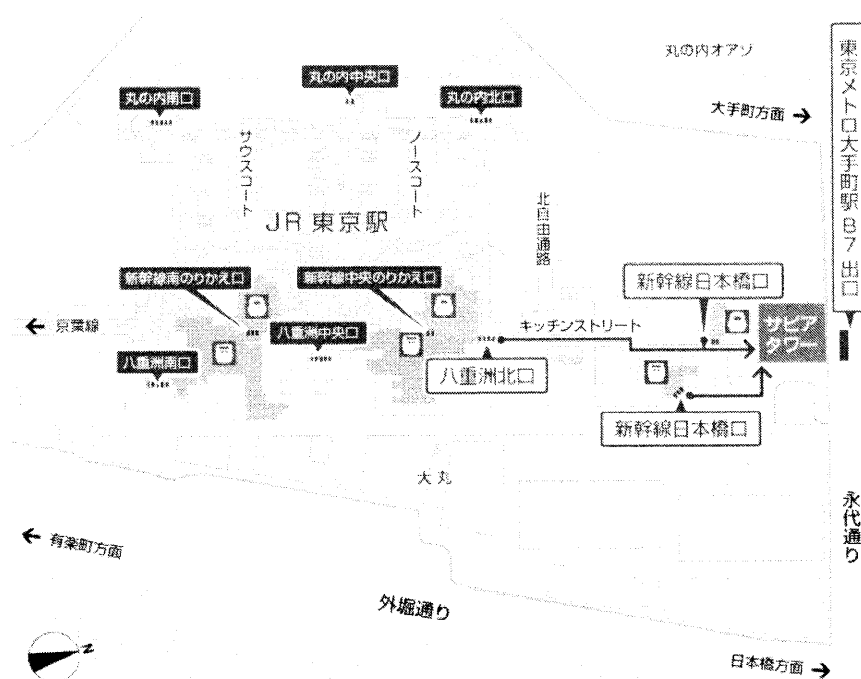 丸の内オアゾ
東京メトロ大手町駅B7出口
丸の内中央口
丸の内南口
丸の内北口
大手町方面
サウスコート
ノースコート
JR 東京駅
北自由通路
新幹線南のりかえ口
新幹線中央のりかえ口
新幹線日本橋口
京葉線
八重洲中央口
キッチンストリート
サピア
タワー
八重洲南口
八重洲北口
新幹線日本橋口
大丸
永代通り
有楽町方面
外堀通り
N
日本橋方面